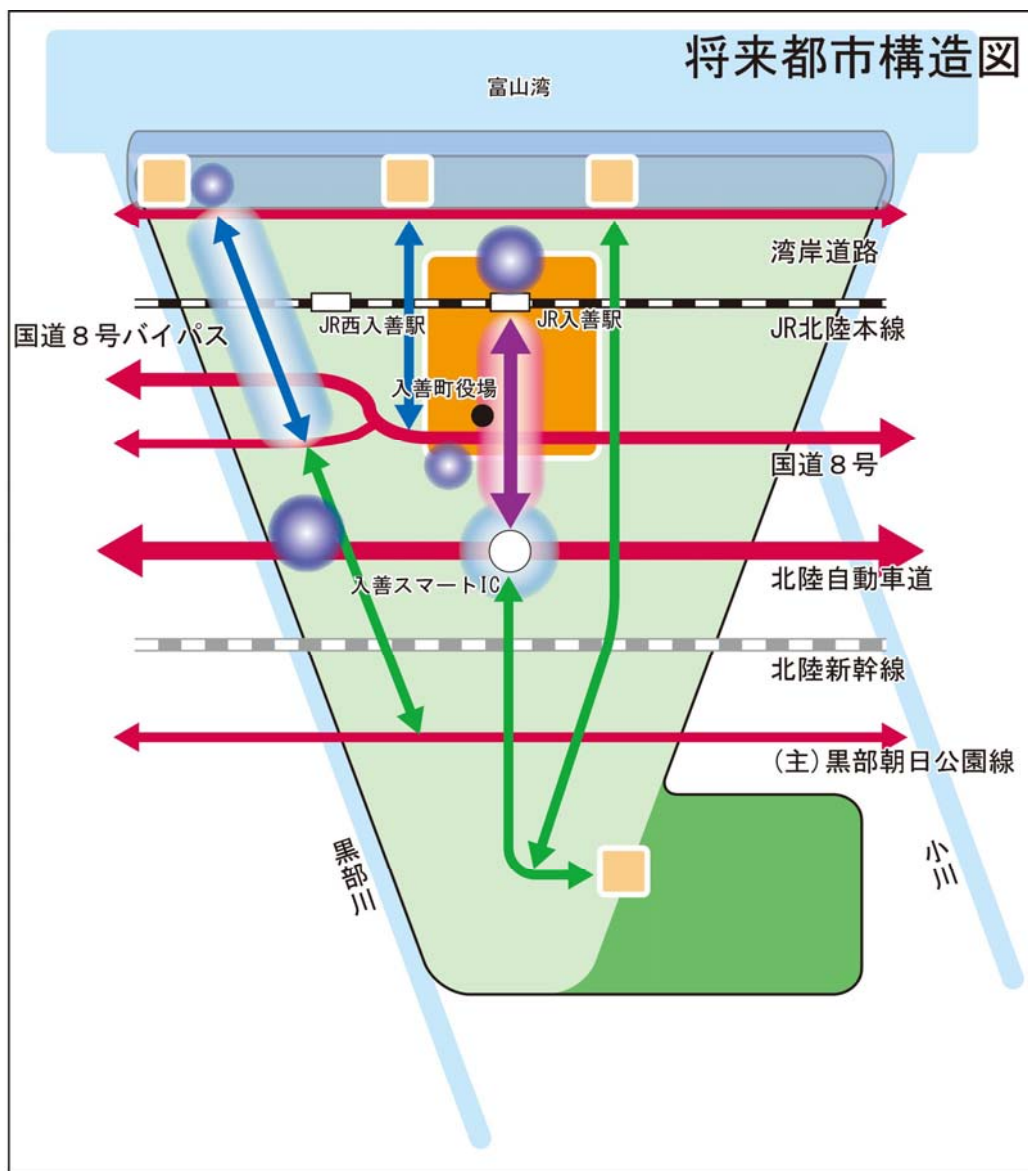 将来都市構造図
富山湾
湾岸道路
JR西入善駅
JR入善駅
JR北陸本線
国道８号バイパス
入善町役場
国道８号
北陸自動車道
入善スマートIC
北陸新幹線
(主)黒部朝日公園線
黒部川
小川